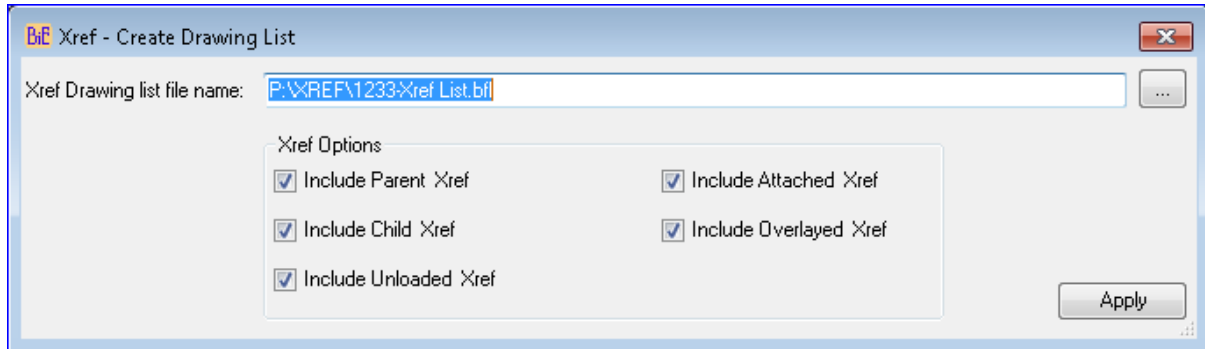 BiE Xref - Create Drawing List
Xref Drawing list file name: P:\XREF\1233-Xref List.bfl ...
Xref Options
Include Parent Xref Include Attached Xref
Include Child Xref Include Overlayed Xref
Include Unloaded Xref
Apply